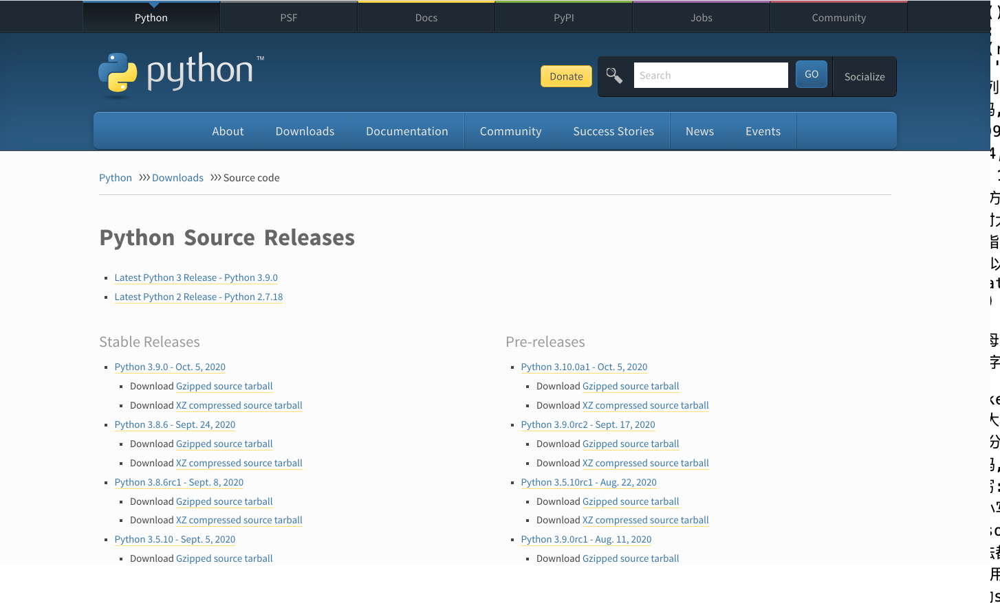 Python PSF Docs PyPI Jobs Community
python™
Donate Search GO Socialize
About Downloads Documentation Community Success Stories News Events
Python >>> Downloads >>> Source code
Python Source Releases
Latest Python 3 Release - Python 3.9.0
Latest Python 2 Release - Python 2.7.18
Stable Releases
Python 3.9.0 - Oct. 5, 2020
Download Gzipped source tarball
Download XZ compressed source tarball
Python 3.8.6 - Sept. 24, 2020
Download Gzipped source tarball
Download XZ compressed source tarball
Python 3.8.6rc1 - Sept. 8, 2020
Download Gzipped source tarball
Download XZ compressed source tarball
Python 3.5.10 - Sept. 5, 2020
Download Gzipped source tarball
Pre-releases
Python 3.10.0a1 - Oct. 5, 2020
Download Gzipped source tarball
Download XZ compressed source tarball
Python 3.9.0rc2 - Sept. 17, 2020
Download Gzipped source tarball
Download XZ compressed source tarball
Python 3.5.10rc1 - Aug. 22, 2020
Download Gzipped source tarball
Download XZ compressed source tarball
Python 3.9.0rc1 - Aug. 11, 2020
Download Gzipped source tarball